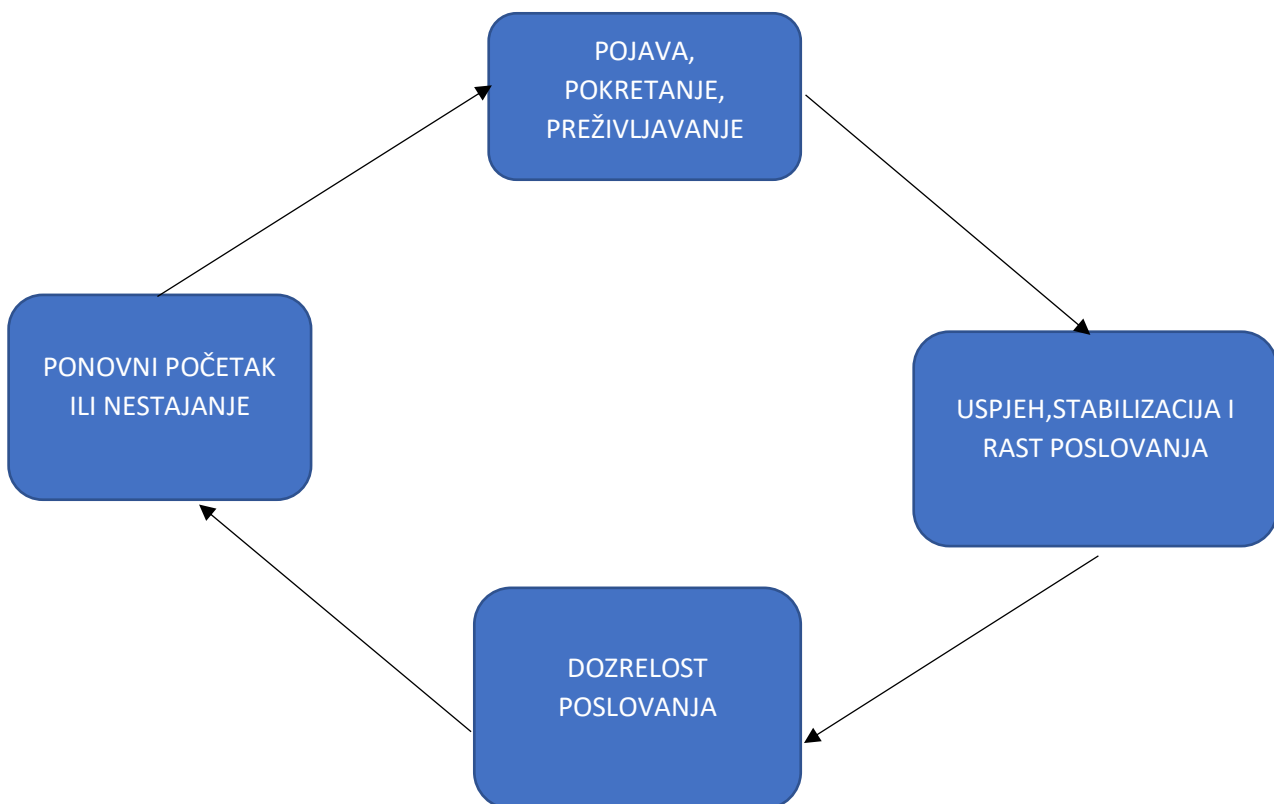 POJAVA,
POKRETANJE,
PREŽIVLJAVANJE
PONOVNI POČETAK
ILI NESTAJANJE
USPJEH,STABILIZACIJA I
RAST POSLOVANJA
DOZRELOST
POSLOVANJA